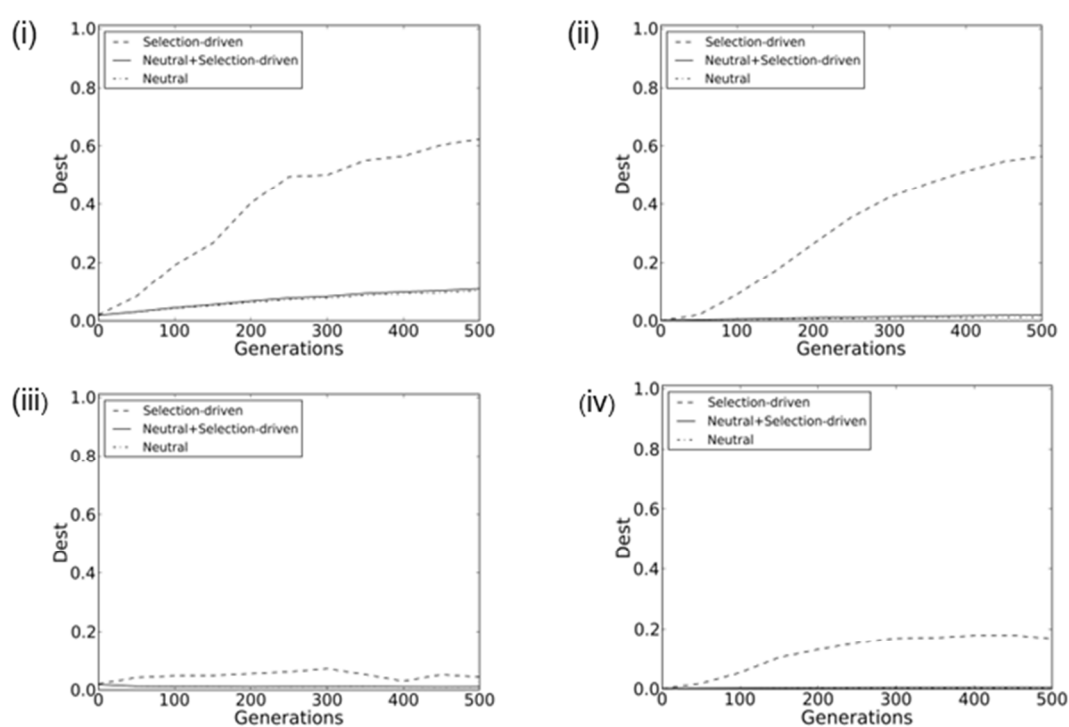 (i)
1.0
0.8
0.6
0.4
0.2
0.0
Dest
Selection-driven
Neutral+Selection-driven
Neutral
0 100 200 300 400 500
Generations
(ii)
1.0
0.8
0.6
0.4
0.2
0.0
Dest
Selection-driven
Neutral+Selection-driven
Neutral
0 100 200 300 400 500
Generations
(iii)
1.0
0.8
0.6
0.4
0.2
0.0
Dest
Selection-driven
Neutral+Selection-driven
Neutral
0 100 200 300 400 500
Generations
(iv)
1.0
0.8
0.6
0.4
0.2
0.0
Dest
Selection-driven
Neutral+Selection-driven
Neutral
0 100 200 300 400 500
Generations